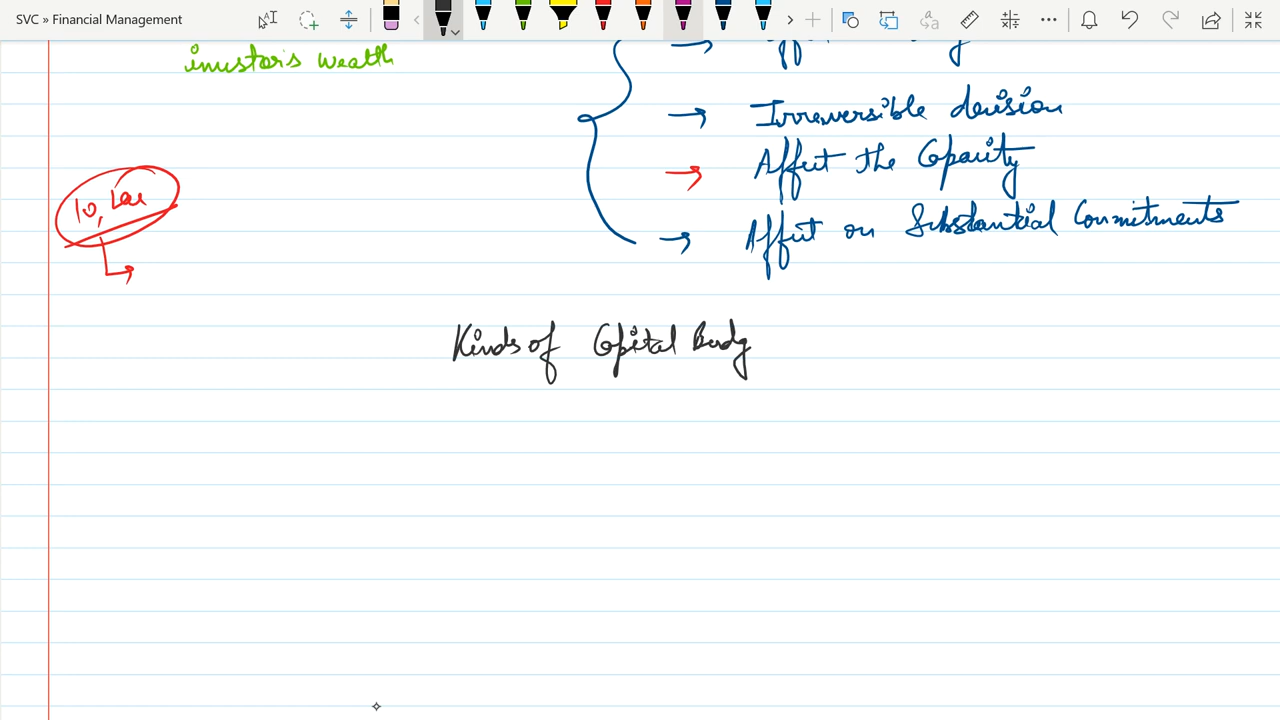 SVC » Financial Management
investor's wealth
→ Irreversible decision
→ Affect the Capacity
10, Lac
→ Affect on Substantial Commitments
Kinds of Capital Budg